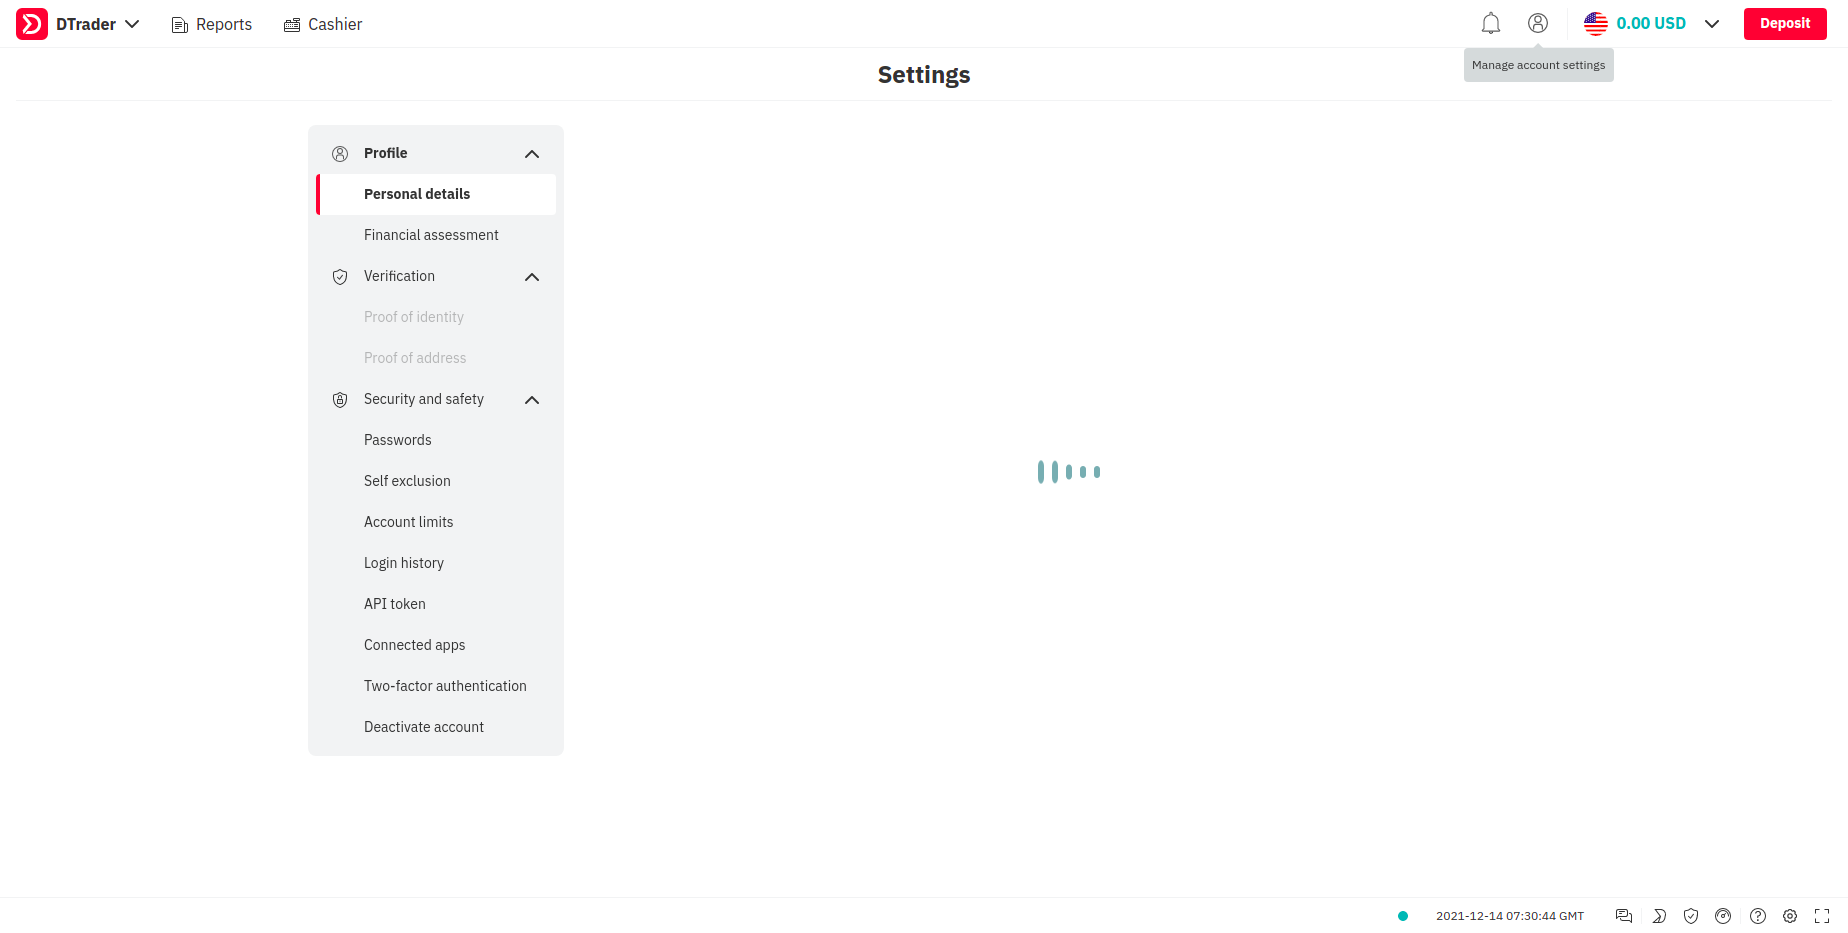 DTrader
Reports
Cashier
0.00 USD
Deposit
Manage account settings
Settings
Profile
Personal details
Financial assessment
Verification
Proof of identity
Proof of address
Security and safety
Passwords
Self exclusion
Account limits
Login history
API token
Connected apps
Two-factor authentication
Deactivate account
2021-12-14 07:30:44 GMT